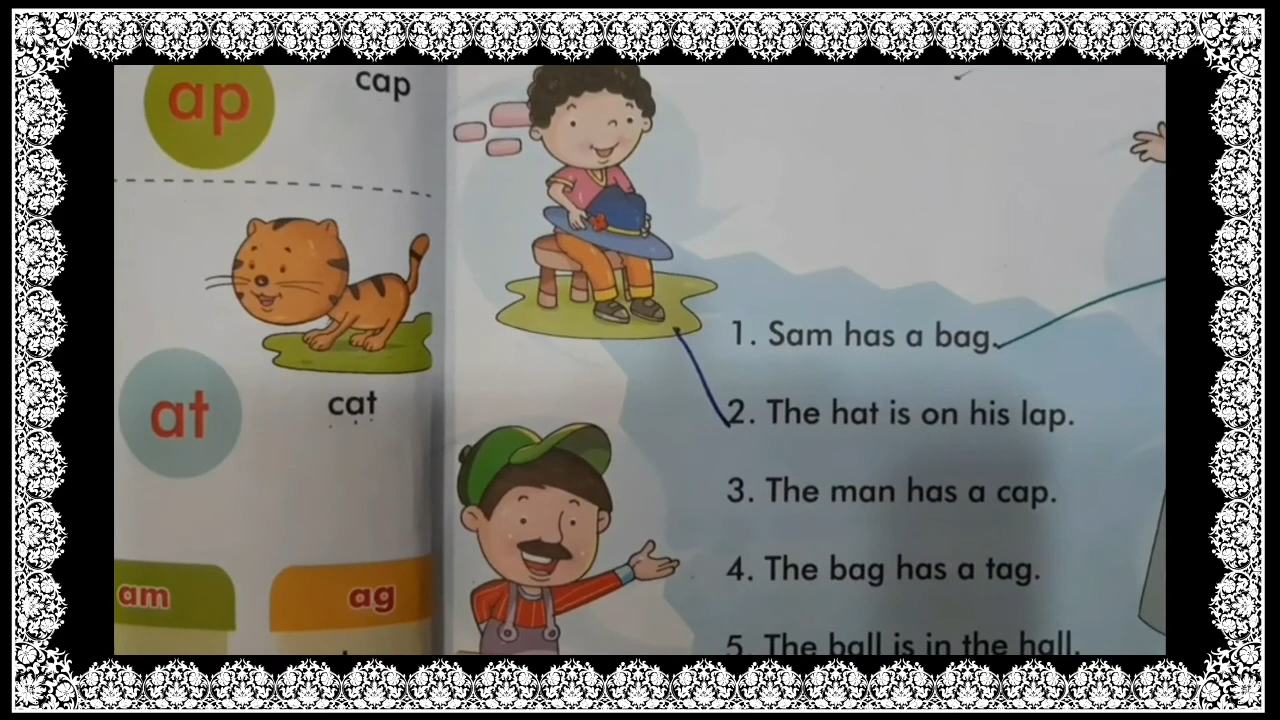 ap
cap
at
cat
am
ag
1. Sam has a bag.
2. The hat is on his lap.
3. The man has a cap.
4. The bag has a tag.
5. The ball is in the hall.